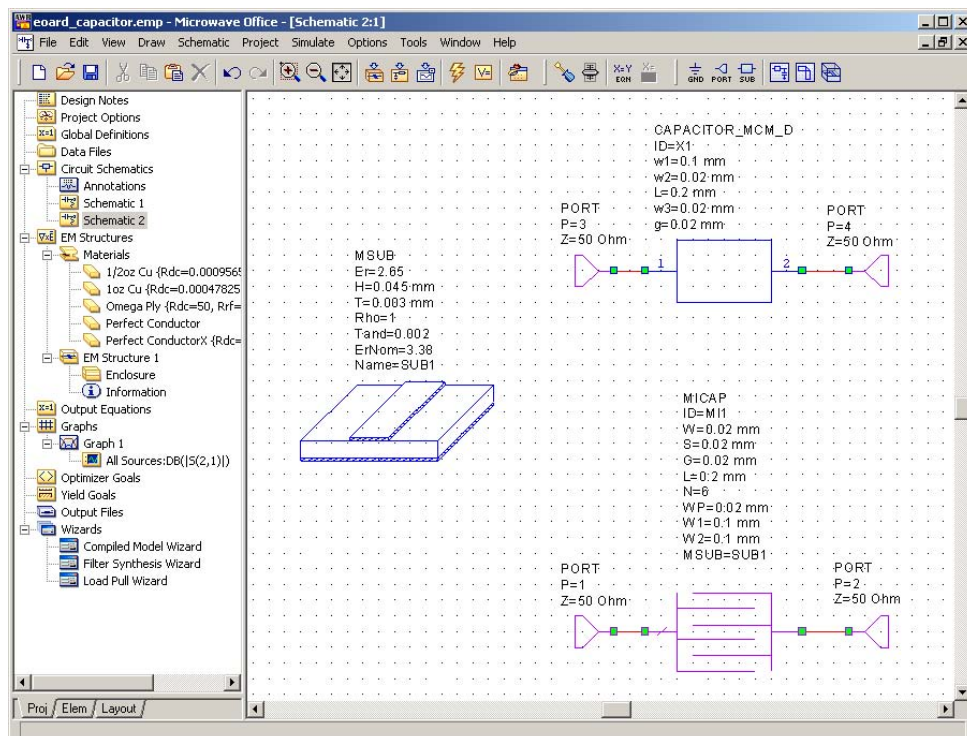 eoard_capacitor.emp - Microwave Office - [Schematic 2:1]
File Edit View Draw Schematic Project Simulate Options Tools Window Help
X=Y
EQN
GND PORT SUB
Design Notes
Project Options
Global Definitions
Data Files
Circuit Schematics
Annotations
Schematic 1
Schematic 2
EM Structures
Materials
1/2oz Cu {Rdc=0.0009565
1oz Cu {Rdc=0.00047825
Omega Ply {Rdc=50, Rrf=
Perfect Conductor
Perfect ConductorX {Rdc=
EM Structure 1
Enclosure
Information
Output Equations
Graphs
Graph 1
All Sources:DB(|S(2,1)|)
Optimizer Goals
Yield Goals
Output Files
Wizards
Compiled Model Wizard
Filter Synthesis Wizard
Load Pull Wizard
Proj Elem Layout
MSUB
Er=2.65
H=0.045 mm
T=0.003 mm
Rho=1
Tand=0.002
ErNom=3.38
Name=SUB1
CAPACITOR_MCM_D
ID=X1
w1=0.1 mm
w2=0.02 mm
L=0.2 mm
w3=0.02 mm
g=0.02 mm
PORT
P=3
Z=50 Ohm
1
2
PORT
P=4
Z=50 Ohm
MICAP
ID=MI1
W=0.02 mm
S=0.02 mm
G=0.02 mm
L=0.2 mm
N=6
WP=0.02 mm
W1=0.1 mm
W2=0.1 mm
MSUB=SUB1
PORT
P=1
Z=50 Ohm
PORT
P=2
Z=50 Ohm